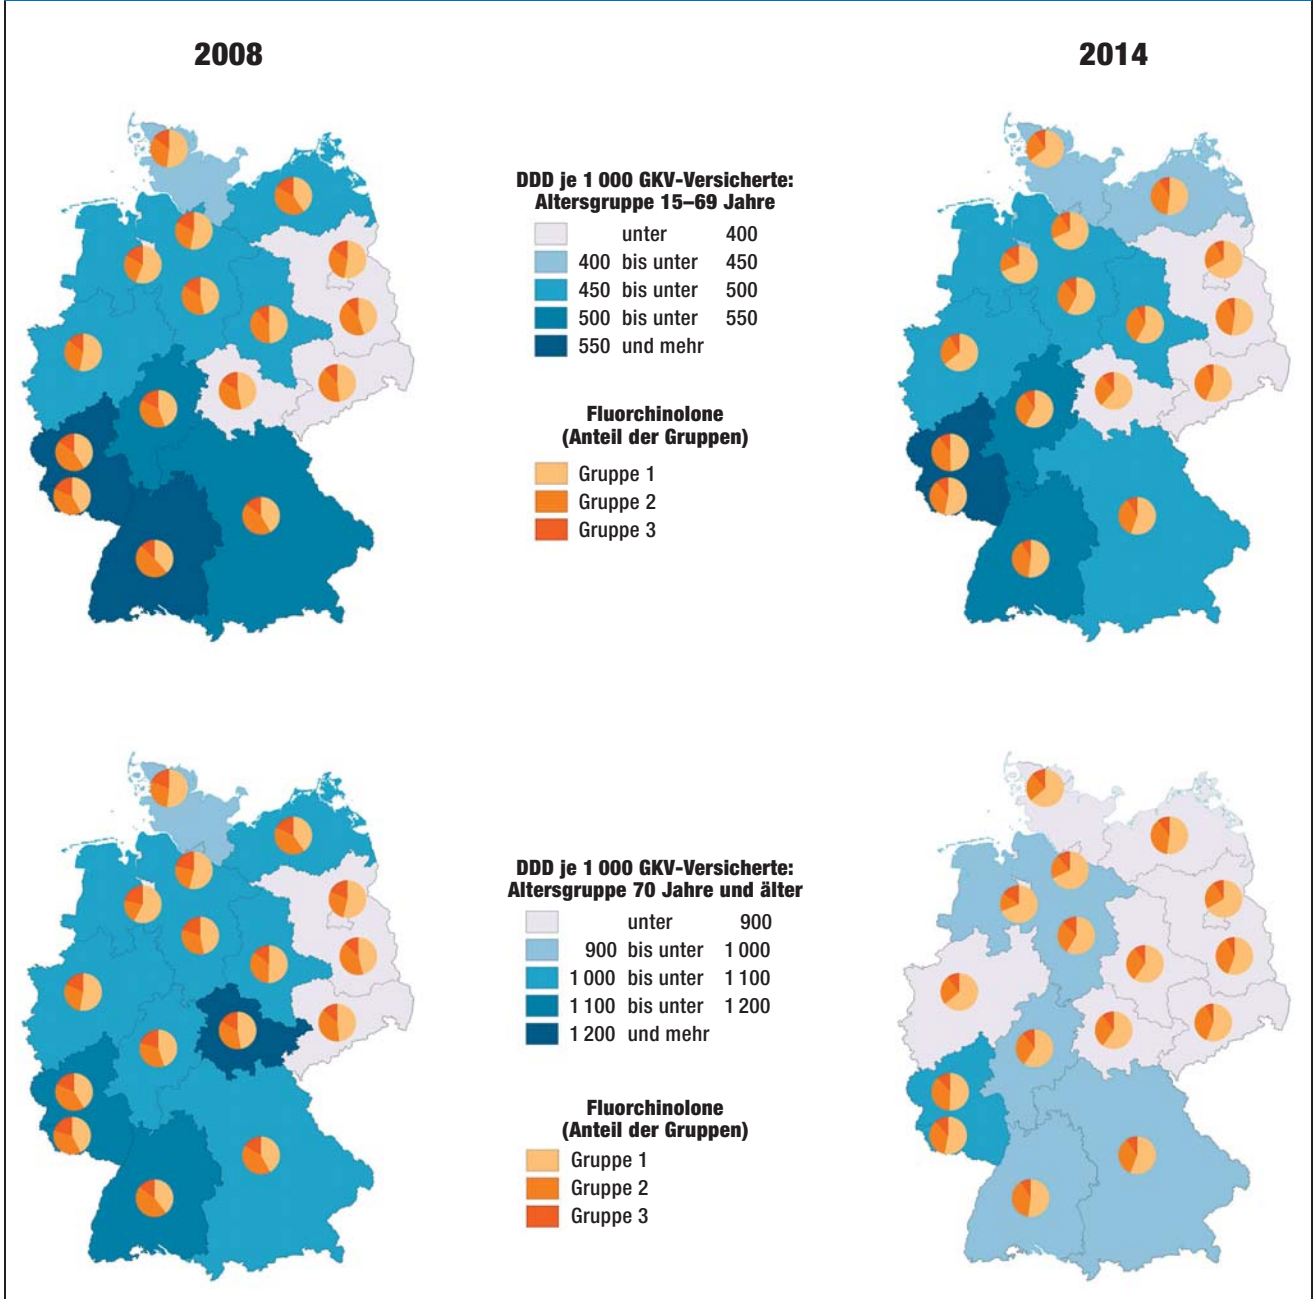 2008
2014
DDD je 1 000 GKV-Versicherte:
Altersgruppe 15–69 Jahre
unter 400
400 bis unter 450
450 bis unter 500
500 bis unter 550
550 und mehr
Fluorchinolone
(Anteil der Gruppen)
Gruppe 1
Gruppe 2
Gruppe 3
DDD je 1 000 GKV-Versicherte:
Altersgruppe 70 Jahre und älter
unter 900
900 bis unter 1 000
1 000 bis unter 1 100
1 100 bis unter 1 200
1 200 und mehr
Fluorchinolone
(Anteil der Gruppen)
Gruppe 1
Gruppe 2
Gruppe 3